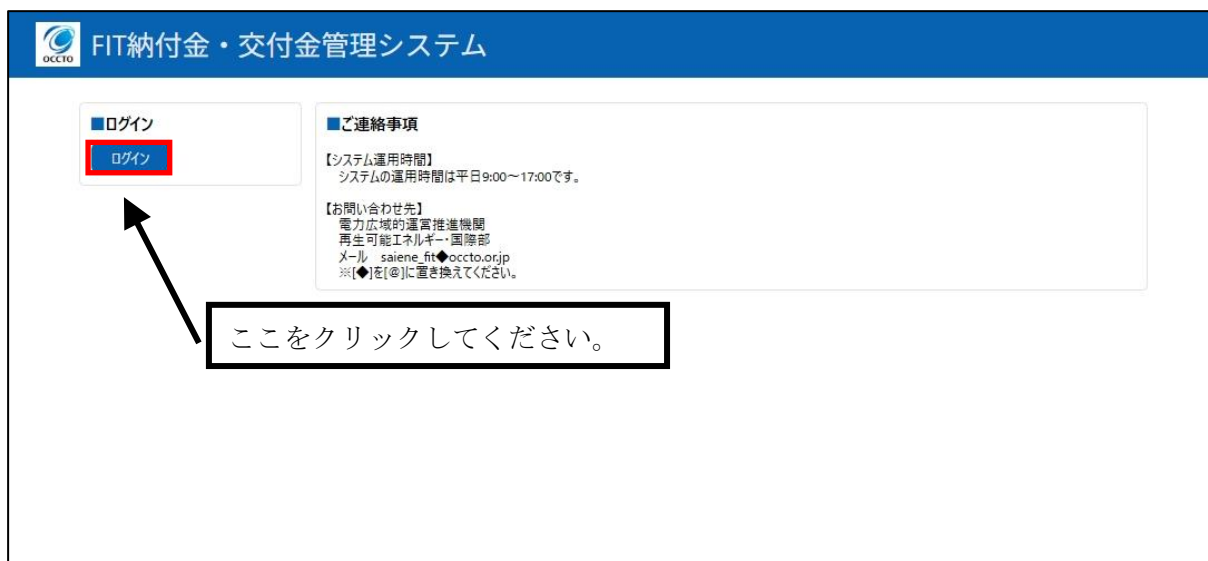 OCCTO
FIT納付金・交付金管理システム
■ログイン
ログイン
■ご連絡事項
【システム運用時間】
システムの運用時間は平日9:00～17:00です。
【お問い合わせ先】
電力広域的運営推進機関
再生可能エネルギー・国際部
メール saiene_fit◆occto.or.jp
※[◆]を[@]に置き換えてください。
ここをクリックしてください。